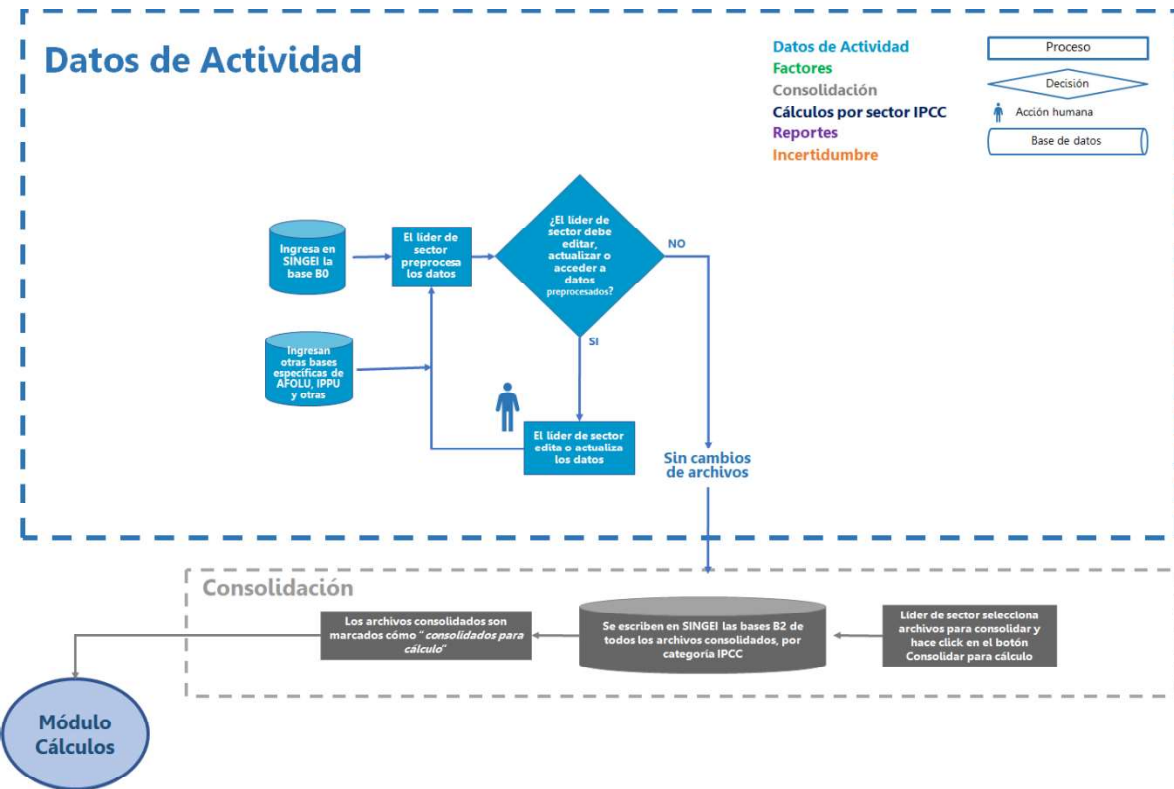 Datos de Actividad
Datos de Actividad
Factores
Consolidación
Cálculos por sector IPCC
Reportes
Incertidumbre
Proceso
Decisión
Acción humana
Base de datos
Ingresa en
SINGEI la
base B0
El líder de
sector
preprocesa
los datos
¿El líder de
sector debe
editar,
actualizar o
acceder a
datos
preprocesados?
NO
SI
Ingresan
otras bases
específicas de
AFOLU, IPPU
y otras
El líder de sector
edita o actualiza
los datos
Sin cambios
de archivos
Consolidación
Los archivos consolidados son
marcados cómo "consolidados para
cálculo"
Se escriben en SINGEI las bases B2 de
todos los archivos consolidados, por
categoría IPCC
Líder de sector selecciona
archivos para consolidar y
hace click en el botón
Consolidar para cálculo
Módulo
Cálculos